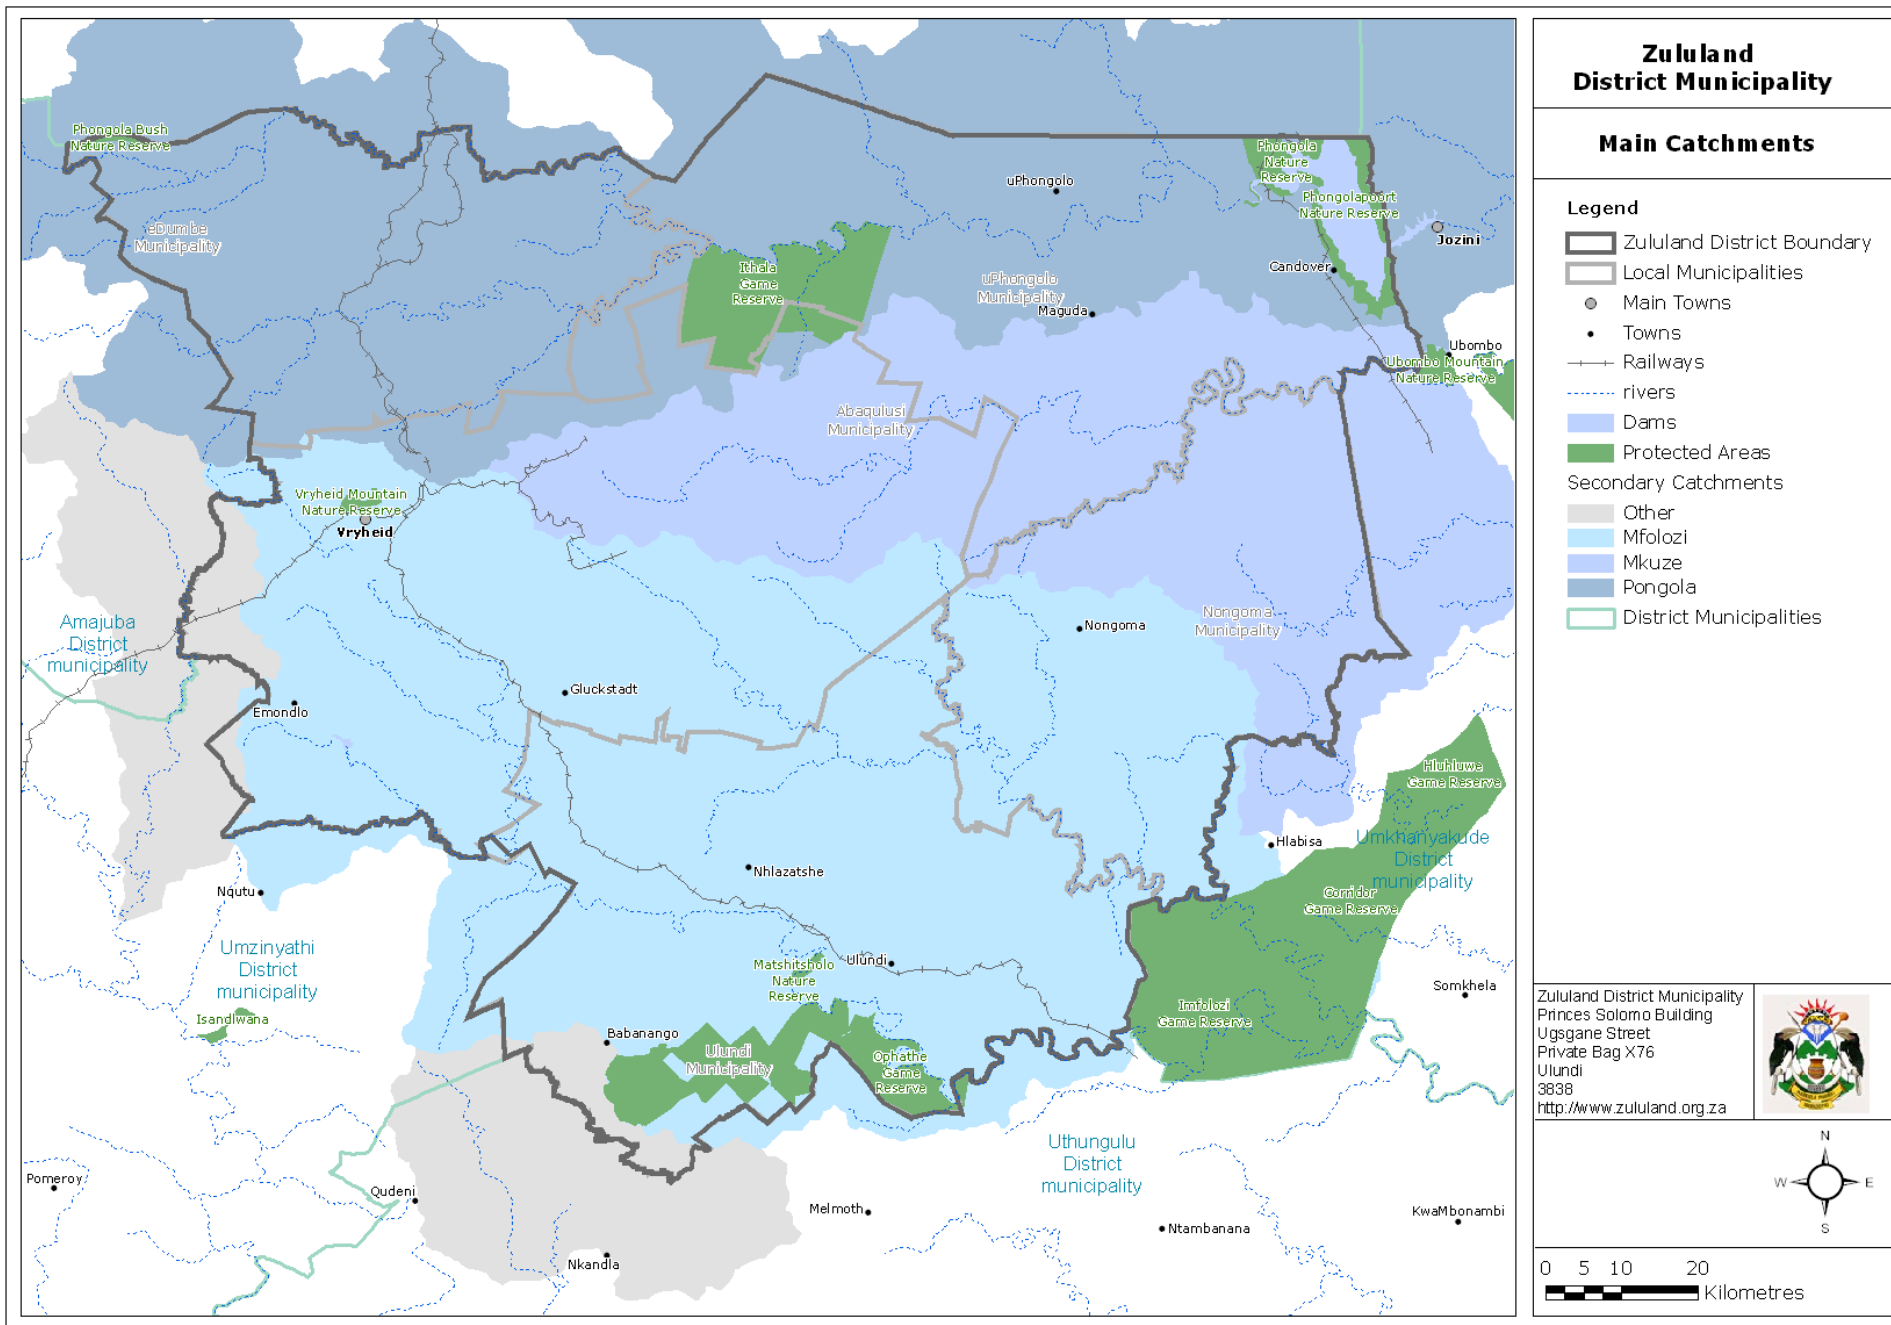 Phongola Bush
Nature Reserve
eDumbe
Municipality
uPhongolo
Phongola
Nature
Reserve
Phongolapoort
Nature Reserve
Jozini
Ithala
Game
Reserve
Candover
uPhongolo
Municipality
Maguda
Ubombo
Ubombo Mountain
Nature Reserve
Abaqulusi
Municipality
Vryheid Mountain
Nature Reserve
Vryheid
Amajuba
District
municipality
Nongoma
Nongoma
Municipality
Gluckstadt
Emondlo
Hluhluwe
Game Reserve
Hlabisa
Umkhanyakude
District
municipality
Nhlazatshe
Nqutu
Corridor
Game Reserve
Umzinyathi
District
municipality
Matshitsholo
Nature
Reserve
Ulundi
Somkhela
Isandlwana
Imfolozi
Game Reserve
Babanango
Ulundi
Municipality
Ophathe
Game
Reserve
Uthungulu
District
municipality
Pomeroy
Qudeni
Melmoth
Ntambanana
KwaMbonambi
Nkandla
Zululand
District Municipality
Main Catchments
Legend
Zululand District Boundary
Local Municipalities
Main Towns
Towns
Railways
rivers
Dams
Protected Areas
Secondary Catchments
Other
Mfolozi
Mkuze
Pongola
District Municipalities
Zululand District Municipality
Princes Solomo Building
Ugsgane Street
Private Bag X76
Ulundi
3838
http://www.zululand.org.za
N
W E
S
0 5 10 20
Kilometres